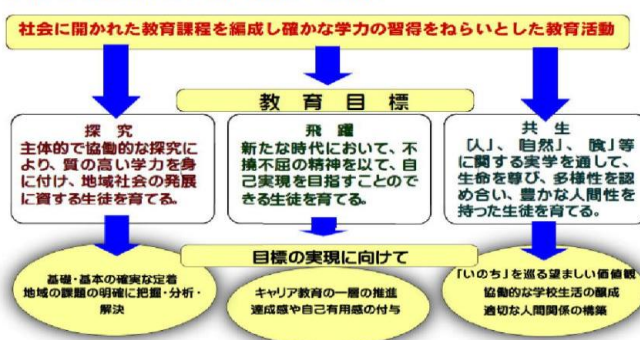 社会に開かれた教育課程を編成し確かな学力の習得をねらいとした教育活動
教育目標
探究
主体的で協働的な探究に
より、質の高い学力を身
に付け、地域社会の発展
に資する生徒を育てる。
飛躍
新たな時代において、不
撓不屈の精神を以て、自
己実現を目指すことので
きる生徒を育てる。
共生
「人」、「自然」、「食」等
に関する実学を通して、
生命を尊び、多様性を認
め合い、豊かな人間性を
持った生徒を育てる。
目標の実現に向けて
基礎・基本の確実な定着
地域の課題の明確に把握・分析・
解決
キャリア教育の一層の推進
達成感や自己有用感の付与
「いのち」を巡る望ましい価値観
協働的な学校生活の醸成
適切な人間関係の構築